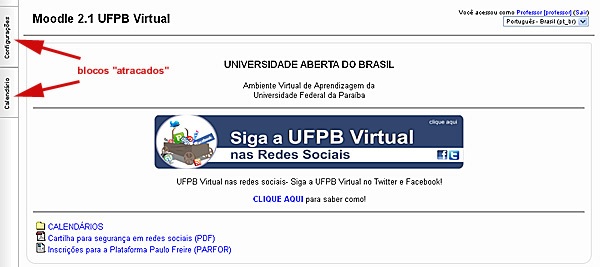 Moodle 2.1 UFPB Virtual
Você acessou como Professor [professor] (Sair)
Português - Brasil (pt_br)
Configurações
Calendário
blocos "atracados"
UNIVERSIDADE ABERTA DO BRASIL
Ambiente Virtual de Aprendizagem da
Universidade Federal da Paraíba
clique aqui
Siga a UFPB Virtual
nas Redes Sociais
UFPB Virtual nas redes sociais- Siga a UFPB Virtual no Twitter e Facebook!
CLIQUE AQUI para saber como!
CALENDÁRIOS
Cartilha para segurança em redes sociais (PDF)
Inscrições para a Plataforma Paulo Freire (PARFOR)